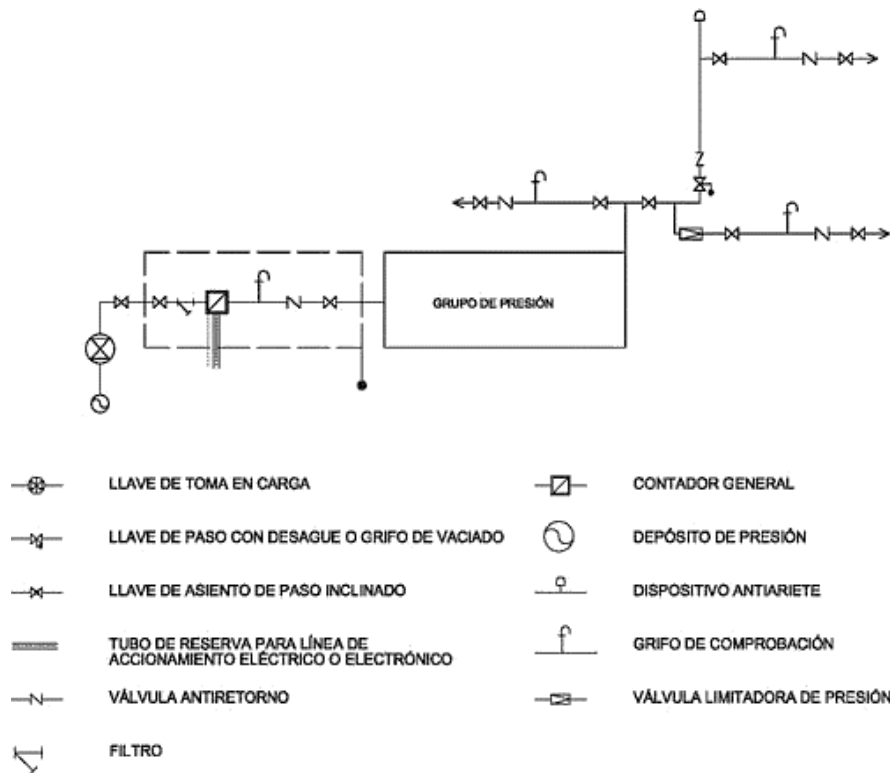 GRUPO DE PRESIÓN
LLAVE DE TOMA EN CARGA
LLAVE DE PASO CON DESAGUE O GRIFO DE VACIADO
LLAVE DE ASIENTO DE PASO INCLINADO
TUBO DE RESERVA PARA LÍNEA DE
ACCIONAMIENTO ELÉCTRICO O ELECTRÓNICO
VÁLVULA ANTIRETORNO
FILTRO
CONTADOR GENERAL
DEPÓSITO DE PRESIÓN
DISPOSITIVO ANTIARIETE
GRIFO DE COMPROBACIÓN
VÁLVULA LIMITADORA DE PRESIÓN